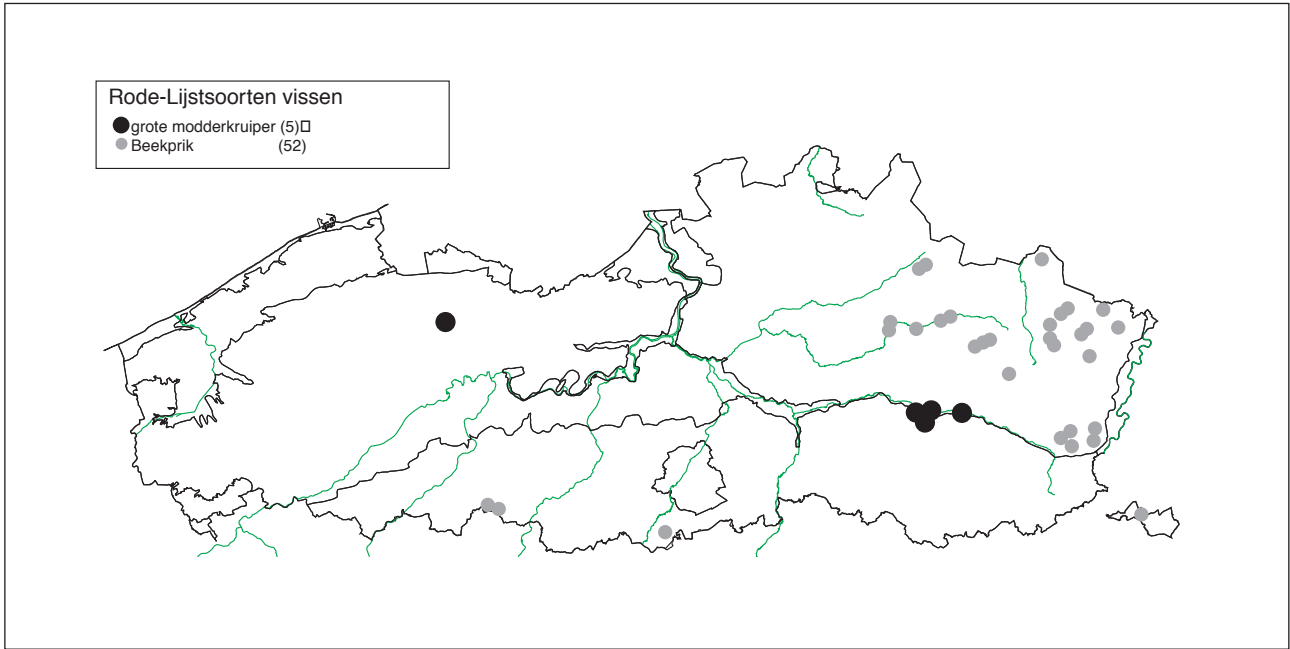 Rode-Lijstsoorten vissen
grote modderkruiper (5)□
Beekprik (52)